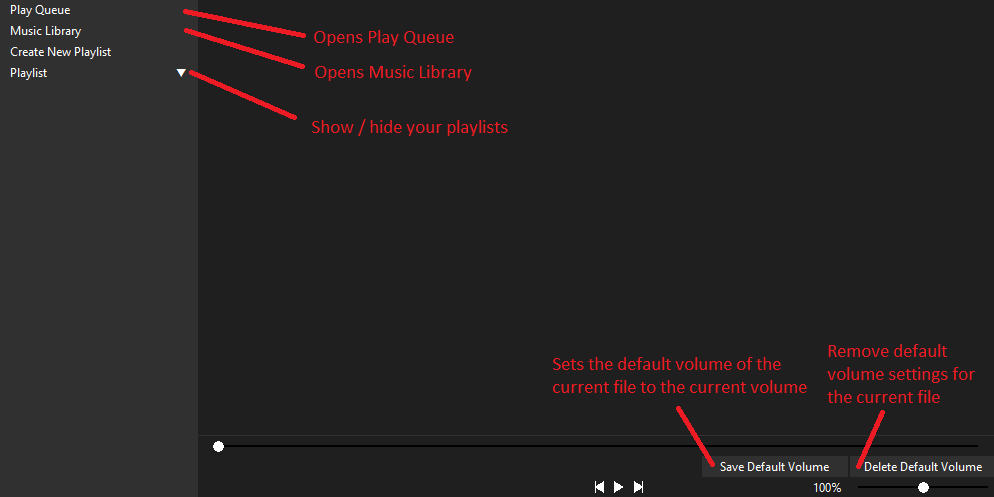 Play Queue
Music Library
Create New Playlist
Playlist
Opens Play Queue
Opens Music Library
Show / hide your playlists
Sets the default volume of the
current file to the current volume
Remove default
volume settings for
the current file
Save Default Volume
Delete Default Volume
100%